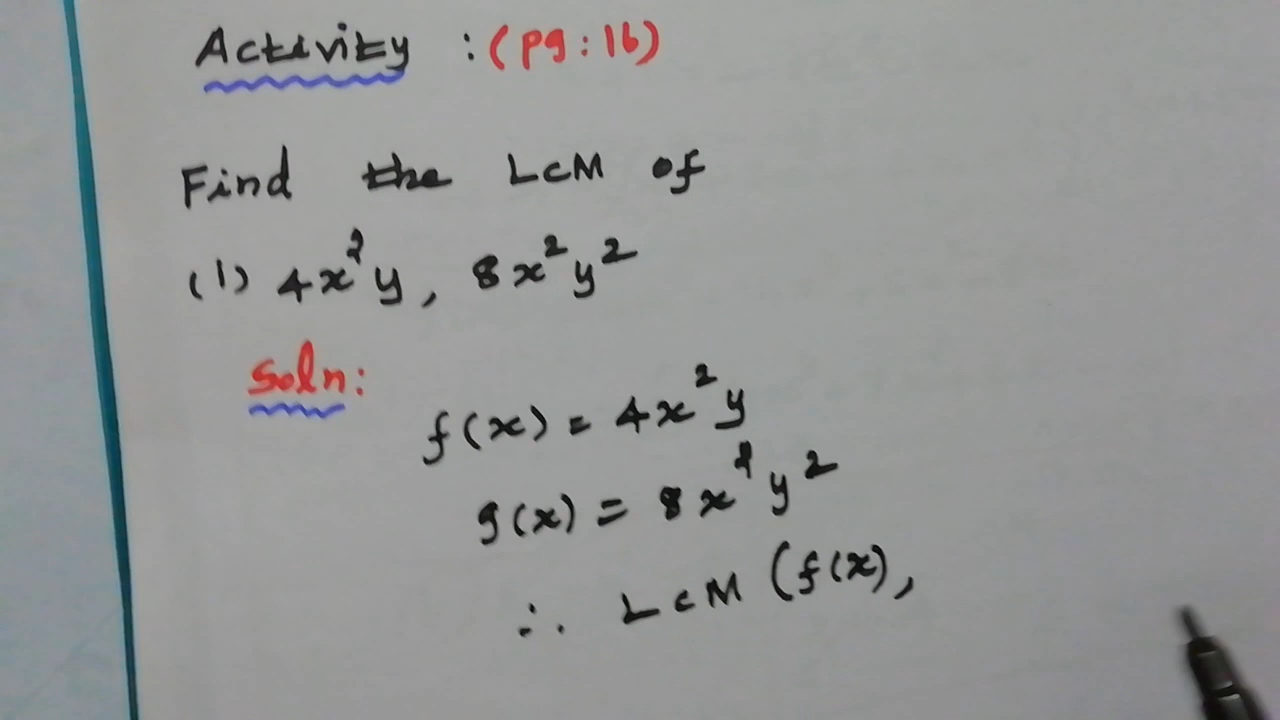 Activity : (pg : 16)
Find the LCM of
(1) 4x²y, 8x²y²
Soln:
f(x) = 4x²y
g(x) = 8x²y²
∴ LCM (f(x),